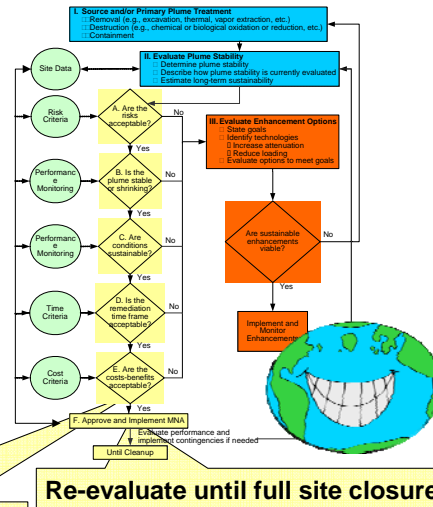 I. Source and/or Primary Plume Treatment
□ Removal (e.g., excavation, thermal, vapor extraction, etc.)
□ Destruction (e.g., chemical or biological oxidation or reduction, etc.)
□ Containment
II. Evaluate Plume Stability
□ Determine plume stability
□ Describe how plume stability is currently evaluated
□ Estimate long-term sustainability
Site Data
Risk
Criteria
A. Are the
risks
acceptable?
No
Yes
III. Evaluate Enhancement Options
□ State goals
□ Identify technologies
▯ Increase attenuation
▯ Reduce loading
□ Evaluate options to meet goals
Performanc
e
Monitoring
B. Is the
plume stable
or shrinking?
No
Yes
Performanc
e
Monitoring
C. Are
conditions
sustainable?
No
Yes
Are sustainable
enhancements
viable?
No
Yes
Time
Criteria
D. Is the
remediation
time frame
acceptable?
No
Yes
Implement and
Monitor
Enhancements
Cost
Criteria
E. Are the
costs-benefits
acceptable?
No
Yes
F. Approve and Implement MNA
Evaluate performance and
implement contingencies if needed
Until Cleanup
Re-evaluate until full site closure